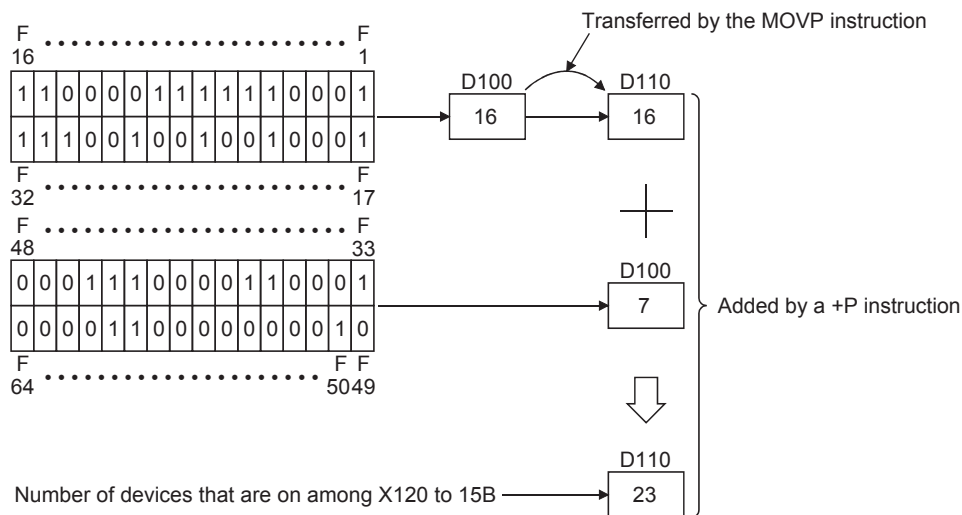 Transferred by the MOVP instruction
F F
16 •••••••••••••••••••• 1
D100 D110
1 1 0 0 0 0 1 1 1 1 1 1 0 0 0 1
16 16
1 1 1 0 0 1 0 0 1 0 0 1 0 0 0 1
F F
32 •••••••••••••••••••• 17
F F
48 •••••••••••••••••••• 33
D100
0 0 0 1 1 1 0 0 0 0 1 1 0 0 0 1
7
Added by a +P instruction
0 0 0 0 1 1 0 0 0 0 0 0 0 0 1 0
F F F
64 •••••••••••••••••••• 50 49
D110
Number of devices that are on among X120 to 15B
23